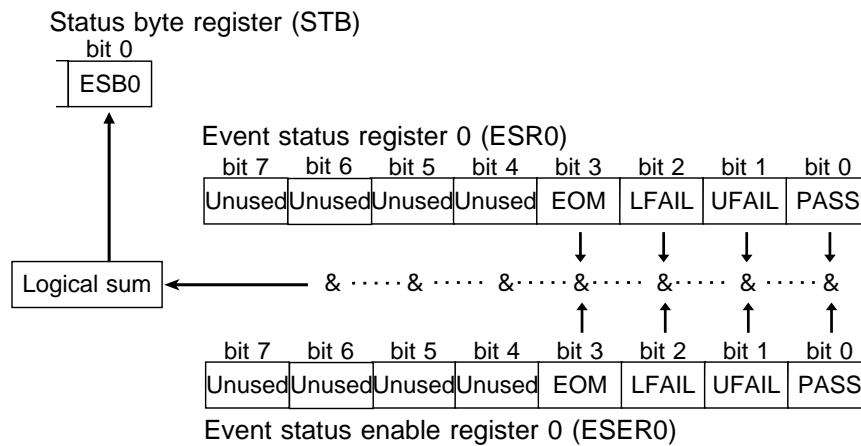 Status byte register (STB)
bit 0
ESB0
Event status register 0 (ESR0)
bit 7 bit 6 bit 5 bit 4 bit 3 bit 2 bit 1 bit 0
Unused Unused Unused Unused EOM LFAIL UFAIL PASS
Logical sum & ····· & ····· & ····· & ····· & ····· & ····· & ····· &
bit 7 bit 6 bit 5 bit 4 bit 3 bit 2 bit 1 bit 0
Unused Unused Unused Unused EOM LFAIL UFAIL PASS
Event status enable register 0 (ESER0)